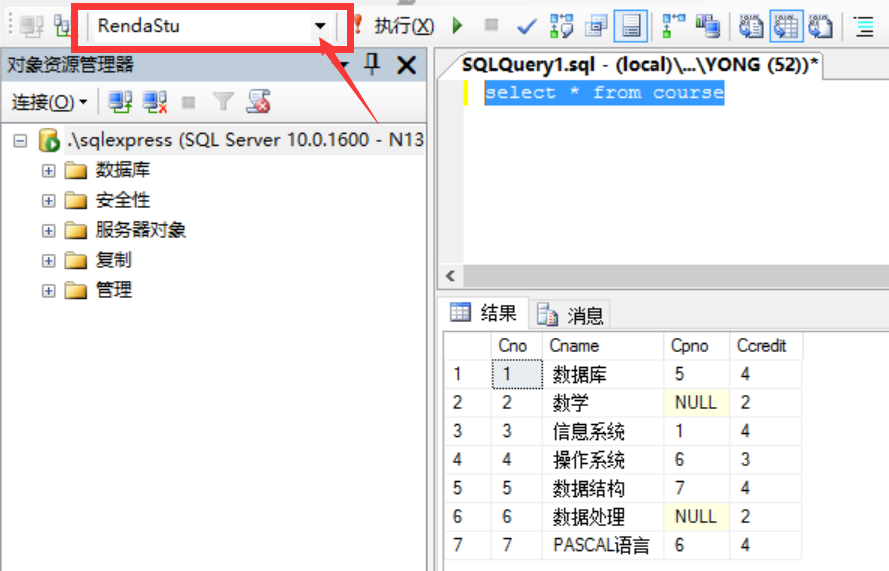 RendaStu
执行(X)
对象资源管理器
连接(O)
.\sqlexpress (SQL Server 10.0.1600 - N13
数据库
安全性
服务器对象
复制
管理
SQLQuery1.sql - (local)\...\YONG (52))*
select * from course
结果 消息
Cno Cname Cpno Ccredit
1 1 数据库 5 4
2 2 数学 NULL 2
3 3 信息系统 1 4
4 4 操作系统 6 3
5 5 数据结构 7 4
6 6 数据处理 NULL 2
7 7 PASCAL语言 6 4